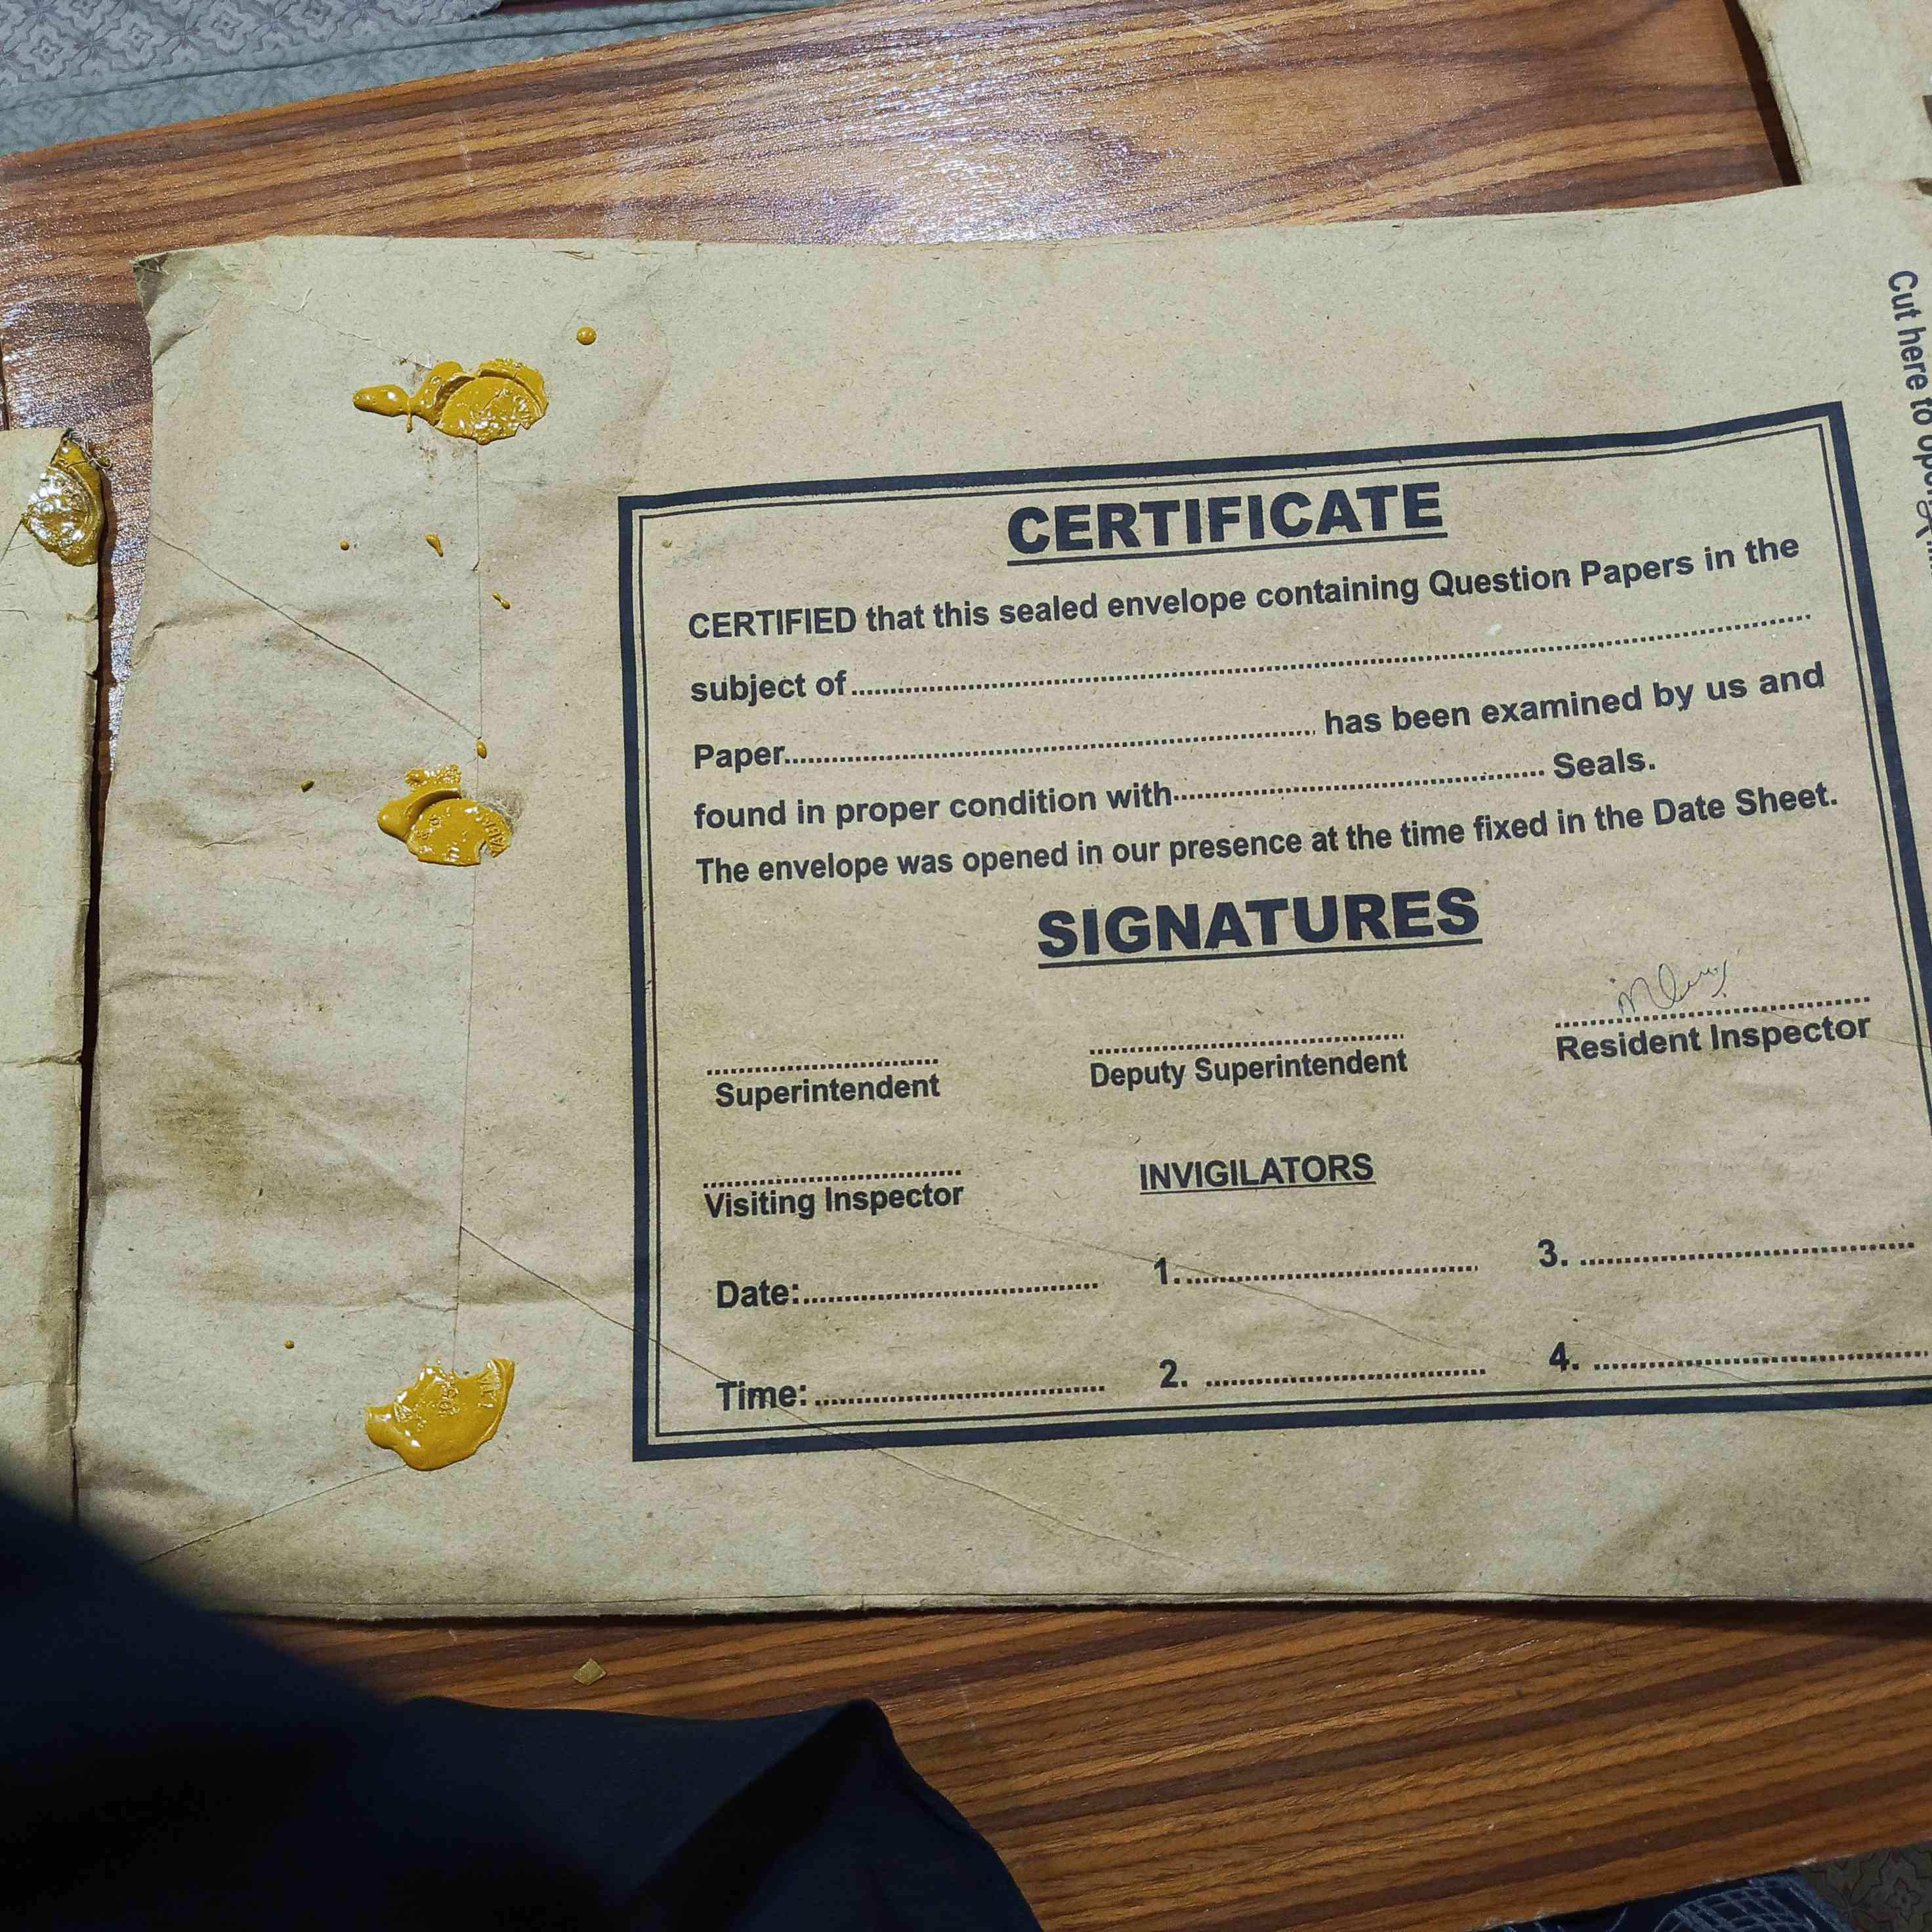 CERTIFICATE
CERTIFIED that this sealed envelope containing Question Papers in the
subject of........................................................................
Paper........................................ has been examined by us and
found in proper condition with............................ Seals.
The envelope was opened in our presence at the time fixed in the Date Sheet.
SIGNATURES
Superintendent
Deputy Superintendent
Resident Inspector
Visiting Inspector
INVIGILATORS
Date:..............................
1...............................
3. ..............................
Time:..............................
2. ..............................
4. ..............................
Cut here to open